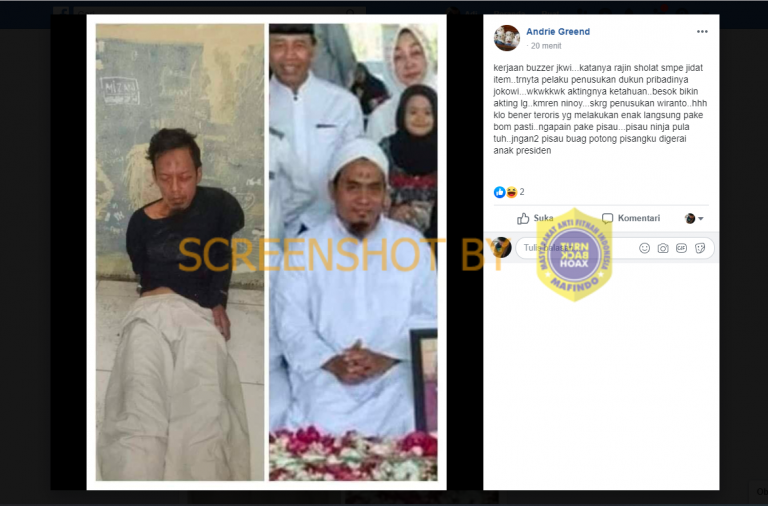 Andrie Greend
20 menit
kerjaan buzzer jkwi...katanya rajin sholat smpe jidat
item..trnyta pelaku penusukan dukun pribadinya
jokowi...wkwkkwk aktingnya ketahuan..besok bikin
akting lg..kmren ninoy...skrg penusukan wiranto..hhh
klo bener teroris yg melakukan enak langsung pake
bom pasti..ngapain pake pisau...pisau ninja pula
tuh..jngan2 pisau buag potong pisangku digerai
anak presiden
2
Suka
Komentari
SCREENSHOT BY
MASYARAKAT ANTI FITNAH INDONESIA
TURN
BACK
HOAX
MAFINDO
GIF